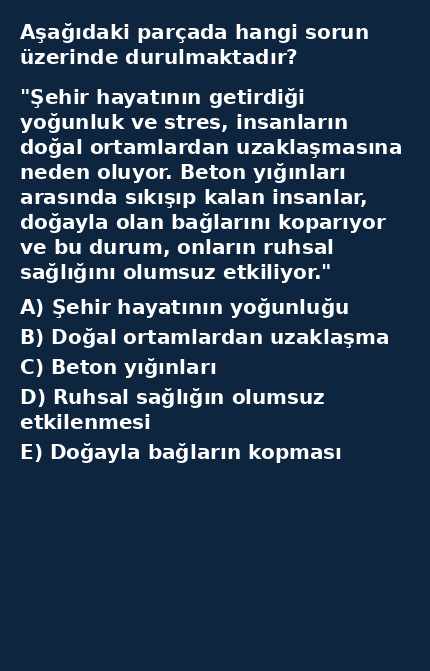 Aşağıdaki parçada hangi sorun
üzerinde durulmaktadır?
"Şehir hayatının getirdiği
yoğunluk ve stres, insanların
doğal ortamlardan uzaklaşmasına
neden oluyor. Beton yığınları
arasında sıkışıp kalan insanlar,
doğayla olan bağlarını koparıyor
ve bu durum, onların ruhsal
sağlığını olumsuz etkiliyor."
A) Şehir hayatının yoğunluğu
B) Doğal ortamlardan uzaklaşma
C) Beton yığınları
D) Ruhsal sağlığın olumsuz
etkilenmesi
E) Doğayla bağların kopması